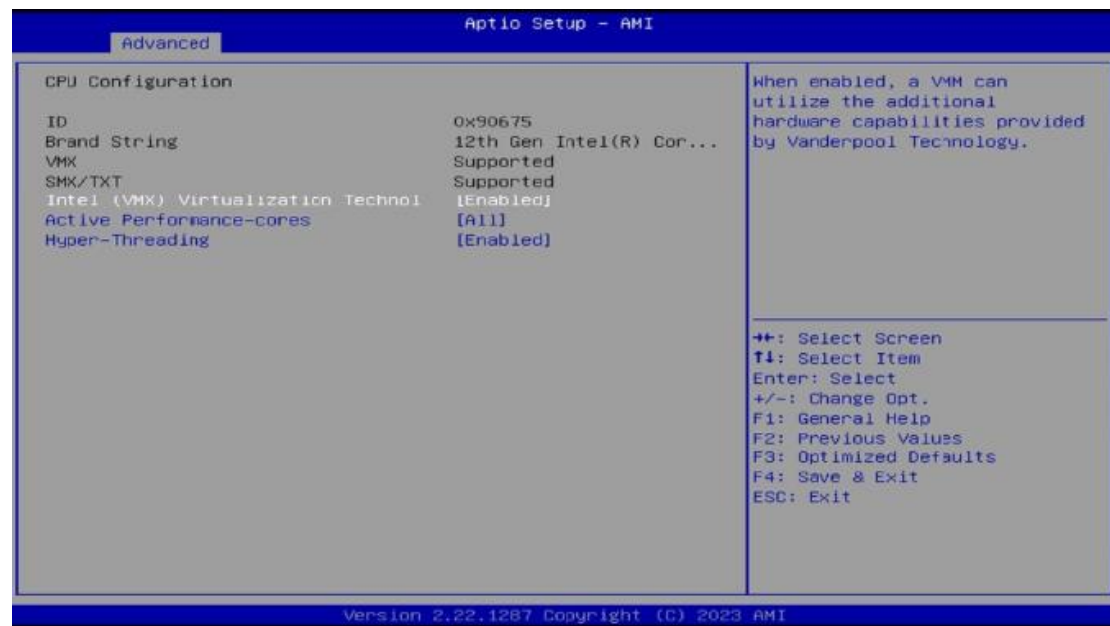 Aptio Setup – AMI
Advanced
CPU Configuration
ID 0x90675
Brand String 12th Gen Intel(R) Cor...
VMX Supported
SMX/TXT Supported
Intel (VMX) Virtualization Technol [Enabled]
Active Performance-cores [All]
Hyper-Threading [Enabled]
When enabled, a VMM can
utilize the additional
hardware capabilities provided
by Vanderpool Technology.
→←: Select Screen
↑↓: Select Item
Enter: Select
+/-: Change Opt.
F1: General Help
F2: Previous Values
F3: Optimized Defaults
F4: Save & Exit
ESC: Exit
Version 2.22.1287 Copyright (C) 2023 AMI